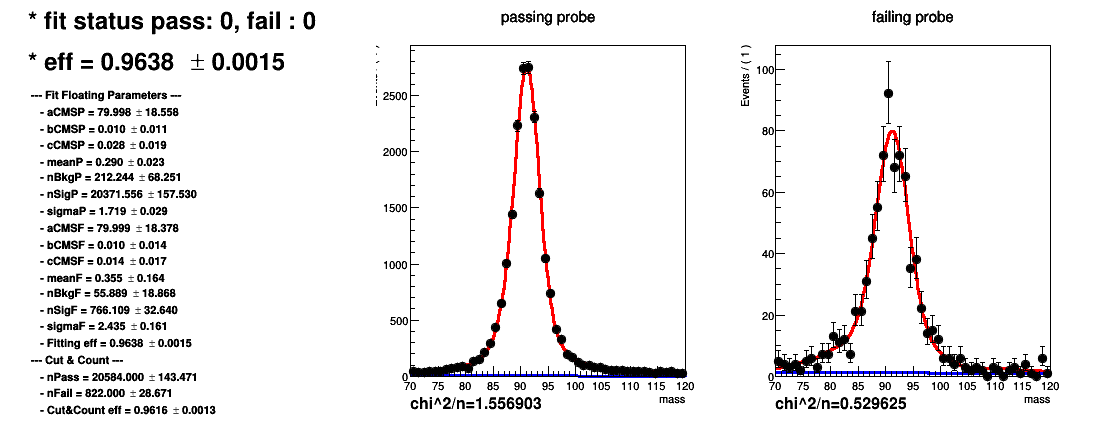 * fit status pass: 0, fail : 0
* eff = 0.9638 ± 0.0015
--- Fit Floating Parameters ---
- aCMSP = 79.998 ± 18.558
- bCMSP = 0.010 ± 0.011
- cCMSP = 0.028 ± 0.019
- meanP = 0.290 ± 0.023
- nBkgP = 212.244 ± 68.251
- nSigP = 20371.556 ± 157.530
- sigmaP = 1.719 ± 0.029
- aCMSF = 79.999 ± 18.378
- bCMSF = 0.010 ± 0.014
- cCMSF = 0.014 ± 0.017
- meanF = 0.355 ± 0.164
- nBkgF = 55.889 ± 18.868
- nSigF = 766.109 ± 32.640
- sigmaF = 2.435 ± 0.161
- Fitting eff = 0.9638 ± 0.0015
--- Cut & Count ---
- nPass = 20584.000 ± 143.471
- nFail = 822.000 ± 28.671
- Cut&Count eff = 0.9616 ± 0.0013
passing probe
2500
2000
1500
1000
500
0
70 75 80 85 90 95 100 105 110 115 120
mass
chi^2/n=1.556903
failing probe
Events / ( 1 )
100
80
60
40
20
0
70 75 80 85 90 95 100 105 110 115 120
mass
chi^2/n=0.529625